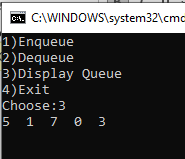 C:\WINDOWS\system32\cmd
1)Enqueue
2)Dequeue
3)Display Queue
4)Exit
Choose:3
5 1 7 0 3